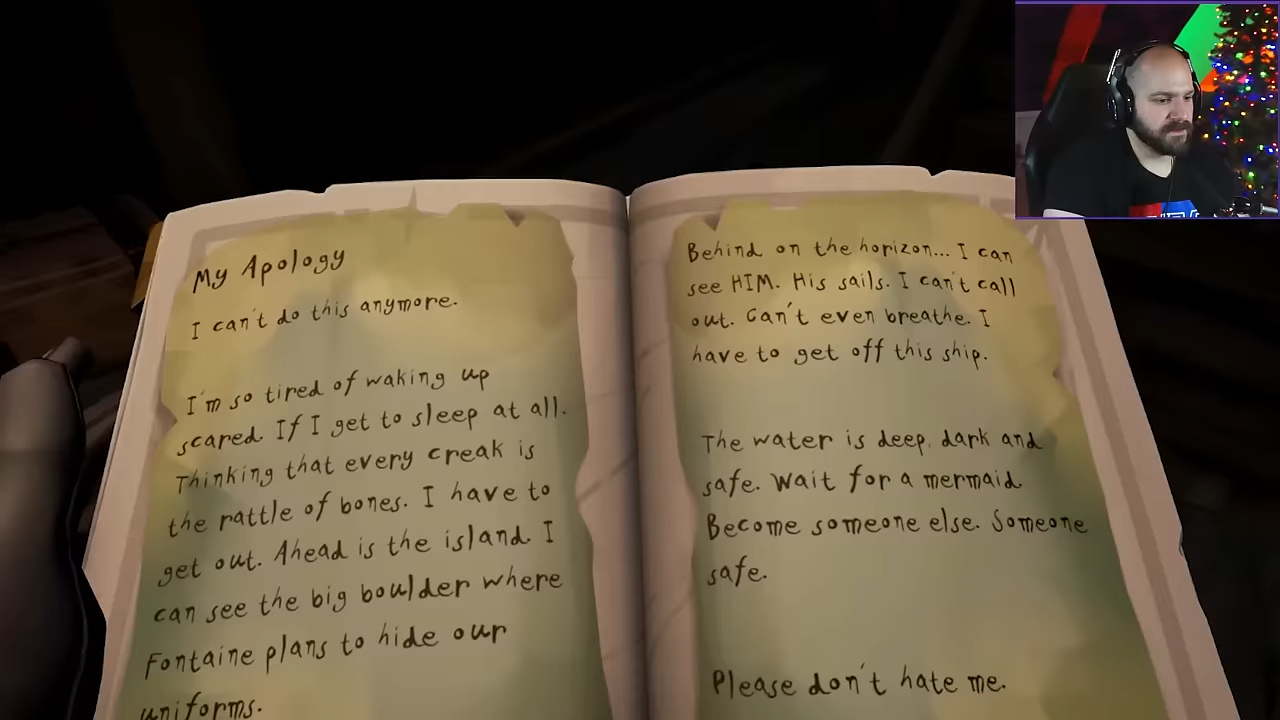 My Apology
I can't do this anymore.
I'm so tired of waking up
scared. If I get to sleep at all.
Thinking that every creak is
the rattle of bones. I have to
get out. Ahead is the island. I
can see the big boulder where
Fontaine plans to hide our
uniforms.
Behind on the horizon... I can
see HIM. His sails. I can't call
out. Can't even breathe. I
have to get off this ship.
The water is deep, dark and
safe. Wait for a mermaid.
Become someone else. Someone
safe.
Please don't hate me.